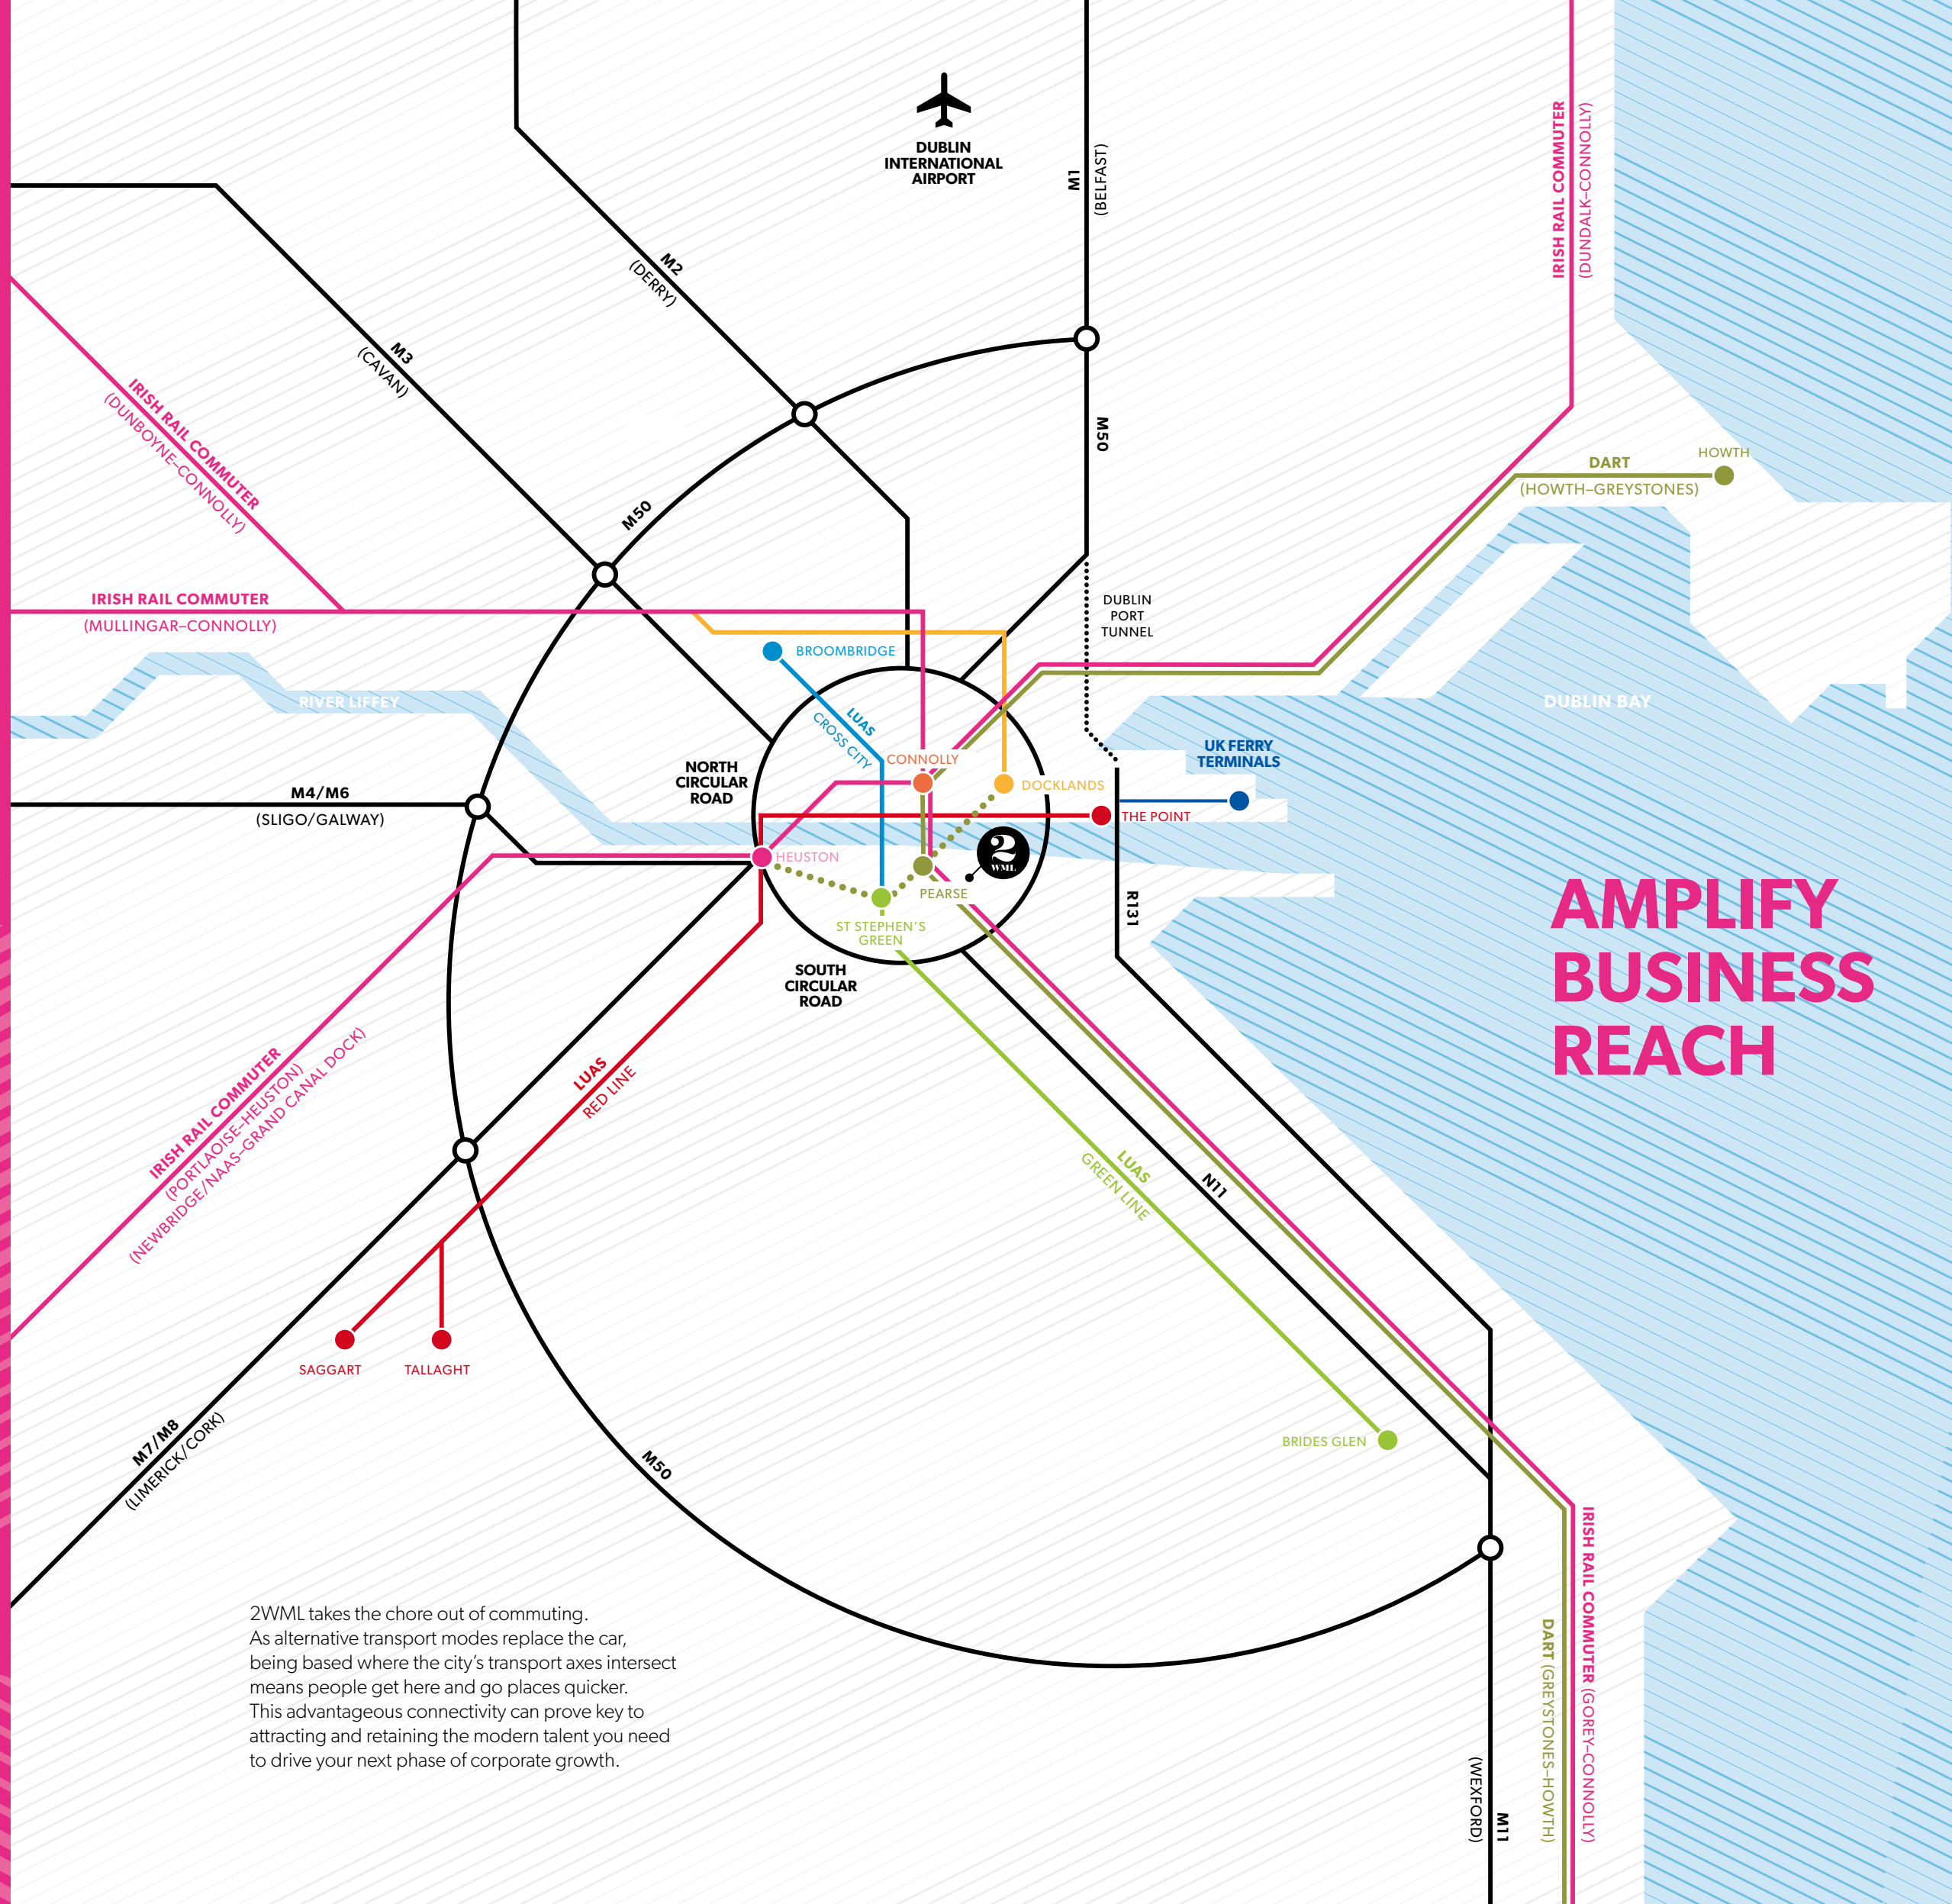 DUBLIN
INTERNATIONAL
AIRPORT
M1
(BELFAST)
IRISH RAIL COMMUTER
(DUNDALK–CONNOLLY)
M2
(DERRY)
M3
(CAVAN)
IRISH RAIL COMMUTER
(DUNBOYNE–CONNOLLY)
M50
M50
HOWTH
DART
(HOWTH–GREYSTONES)
IRISH RAIL COMMUTER
(MULLINGAR–CONNOLLY)
DUBLIN
PORT
TUNNEL
BROOMBRIDGE
RIVER LIFFEY
DUBLIN BAY
LUAS
CROSS CITY
CONNOLLY
UK FERRY
TERMINALS
NORTH
CIRCULAR
ROAD
DOCKLANDS
M4/M6
(SLIGO/GALWAY)
THE POINT
HEUSTON
2
WML
PEARSE
R131
ST STEPHEN'S
GREEN
SOUTH
CIRCULAR
ROAD
AMPLIFY
BUSINESS
REACH
IRISH RAIL COMMUTER
(PORTLAOISE–HEUSTON)
(NEWBRIDGE/NAAS–GRAND CANAL DOCK)
LUAS
RED LINE
LUAS
GREEN LINE
N11
SAGGART
TALLAGHT
BRIDES GLEN
M7/M8
(LIMERICK/CORK)
M50
IRISH RAIL COMMUTER (GOREY–CONNOLLY)
DART (GREYSTONES–HOWTH)
M11
(WEXFORD)
2WML takes the chore out of commuting.
As alternative transport modes replace the car,
being based where the city's transport axes intersect
means people get here and go places quicker.
This advantageous connectivity can prove key to
attracting and retaining the modern talent you need
to drive your next phase of corporate growth.